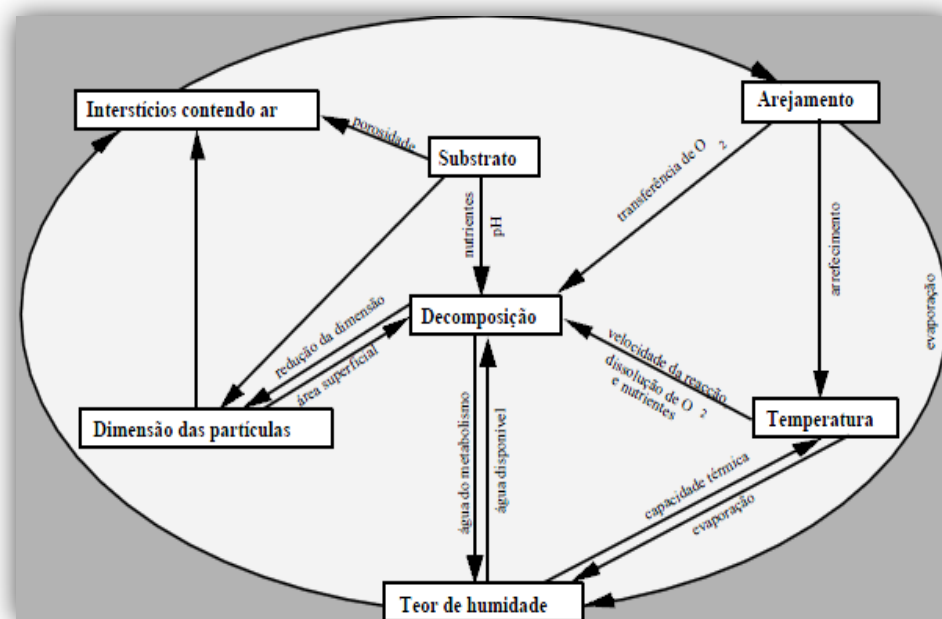 Interstícios contendo ar
Arejamento
porosidade
Substrato
transferência de O 2
nutrientes
pH
arrefecimento
evaporação
Decomposição
redução da dimensão
área superficial
velocidade da reacção
dissolução de O 2
e nutrientes
Dimensão das partículas
Temperatura
água do metabolismo
água disponível
capacidade térmica
evaporação
Teor de humidade